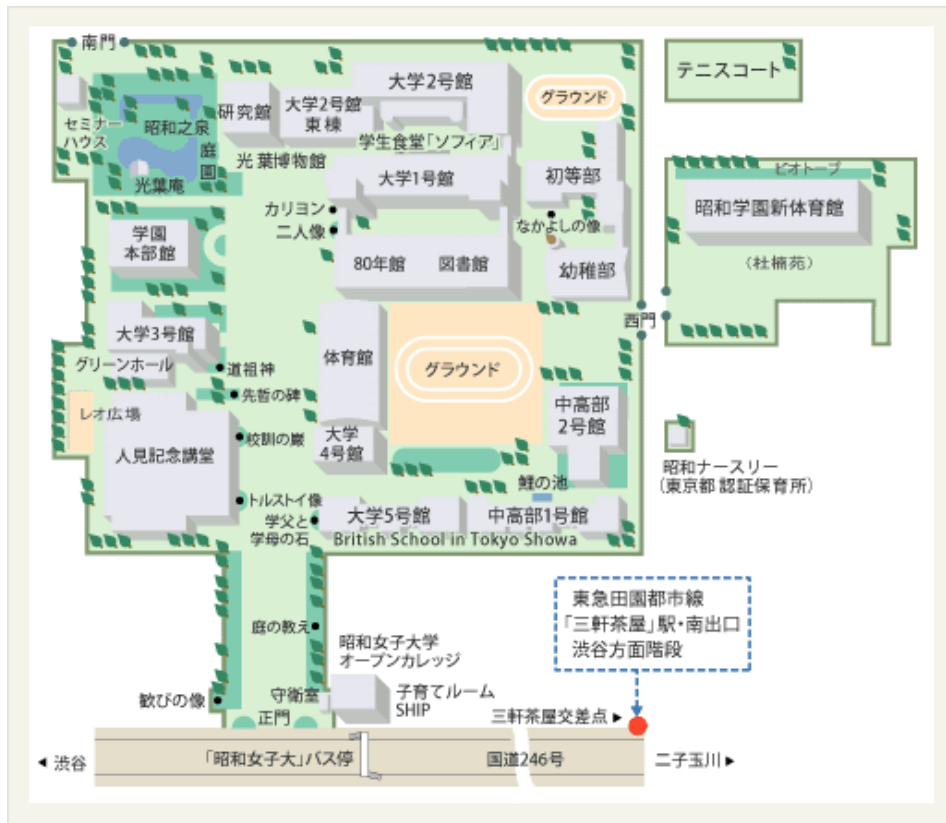 南門
テニスコート
大学2号館
研究館
大学2号館
東棟
グラウンド
セミナー
ハウス
昭和之泉
庭園
学生食堂「ソフィア」
光葉博物館
光葉庵
大学1号館
初等部
ビオトープ
昭和学園新体育館
(杜楠苑)
カリヨン
二人像
なかよしの像
学園
本部館
80年館
図書館
幼稚部
西門
大学3号館
グリーンホール
体育館
グラウンド
道祖神
先哲の碑
レオ広場
中高部
2号館
人見記念講堂
校訓の巌
大学
4号館
昭和ナースリー
(東京都 認証保育所)
鯉の池
トルストイ像
学父と
学母の石
大学5号館
中高部1号館
British School in Tokyo Showa
東急田園都市線
「三軒茶屋」駅・南出口
渋谷方面階段
庭の教え
昭和女子大学
オープンカレッジ
歓びの像
守衛室
子育てルーム
SHIP
正門
三軒茶屋交差点▶
◀ 渋谷
「昭和女子大」バス停
国道246号
二子玉川▶